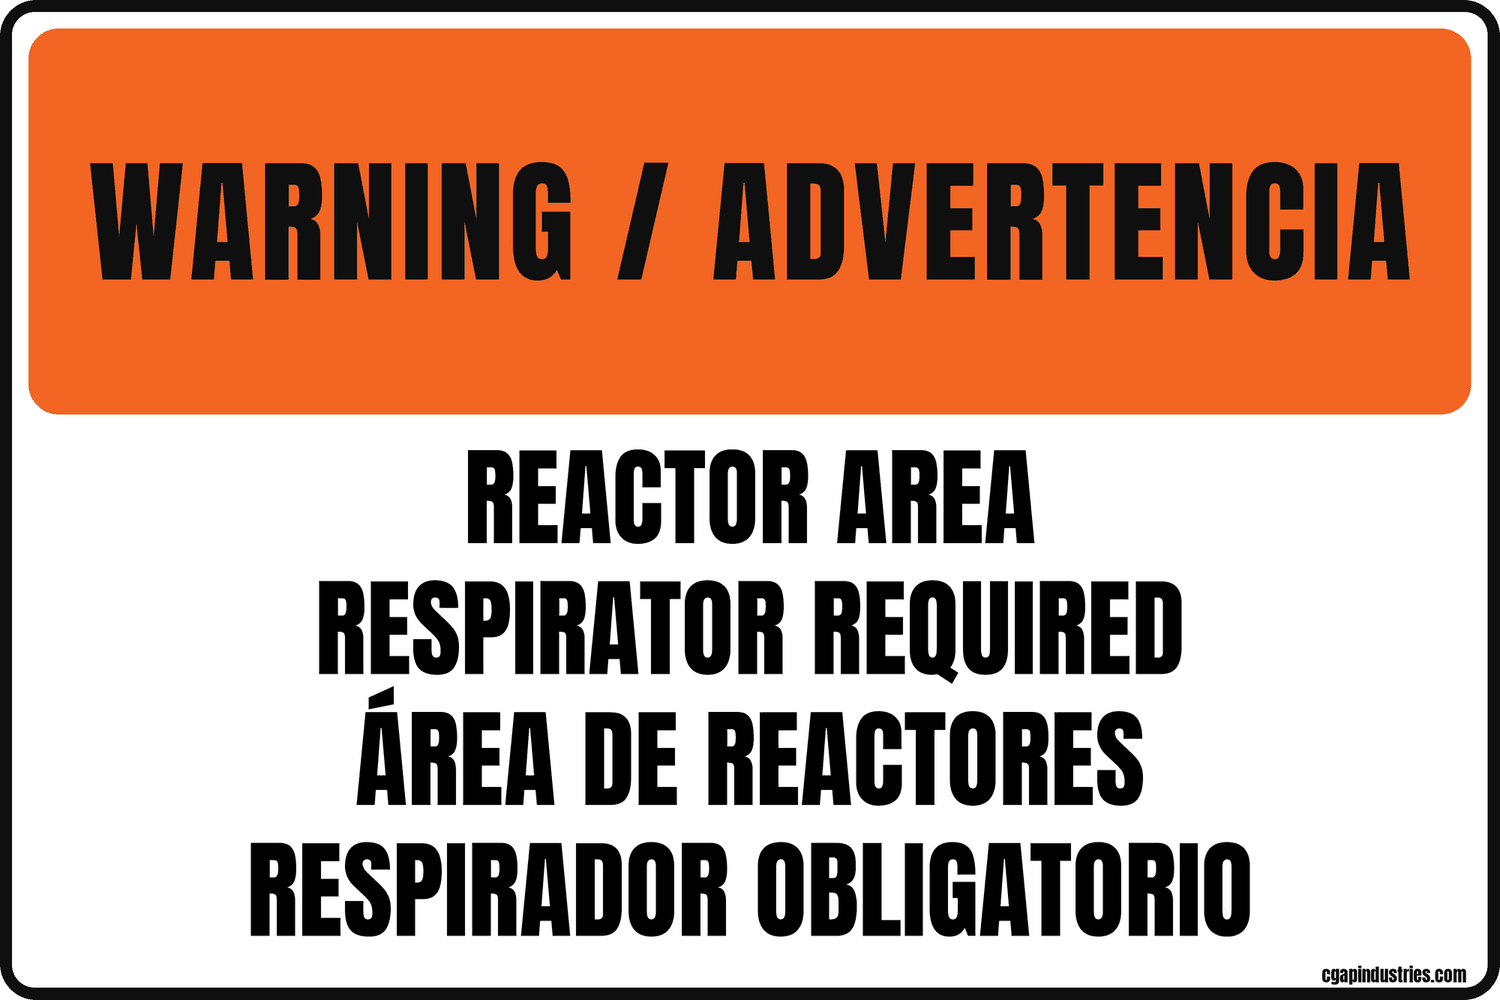 WARNING / ADVERTENCIA
REACTOR AREA
RESPIRATOR REQUIRED
ÁREA DE REACTORES
RESPIRADOR OBLIGATORIO
cgapindustries.com